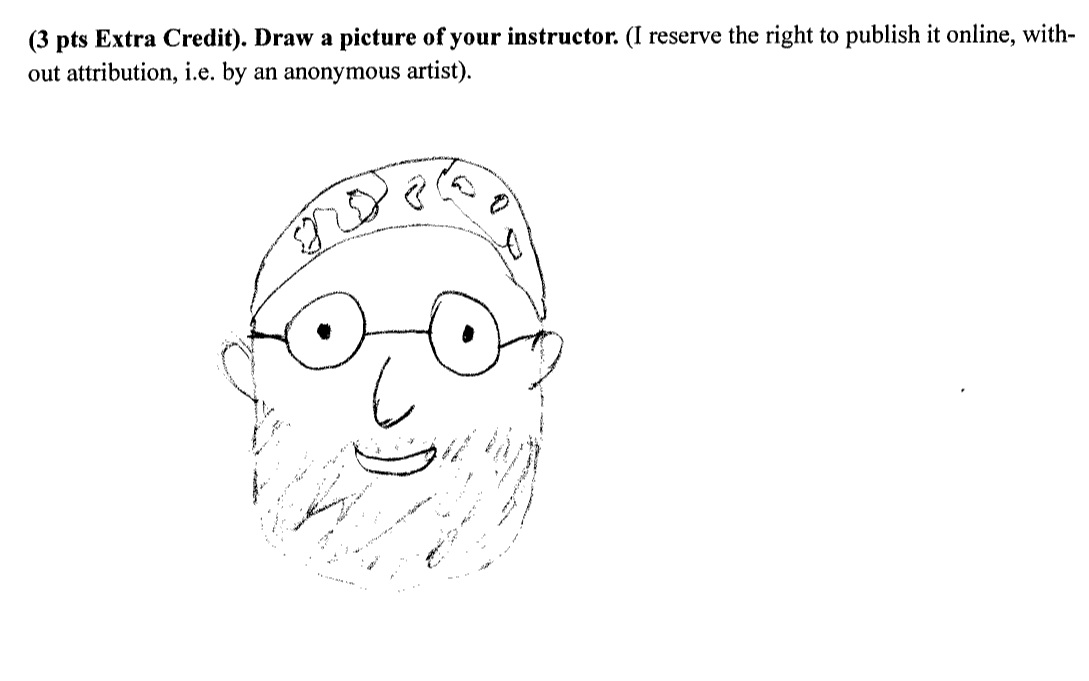 (3 pts Extra Credit). Draw a picture of your instructor. (I reserve the right to publish it online, with-
out attribution, i.e. by an anonymous artist).